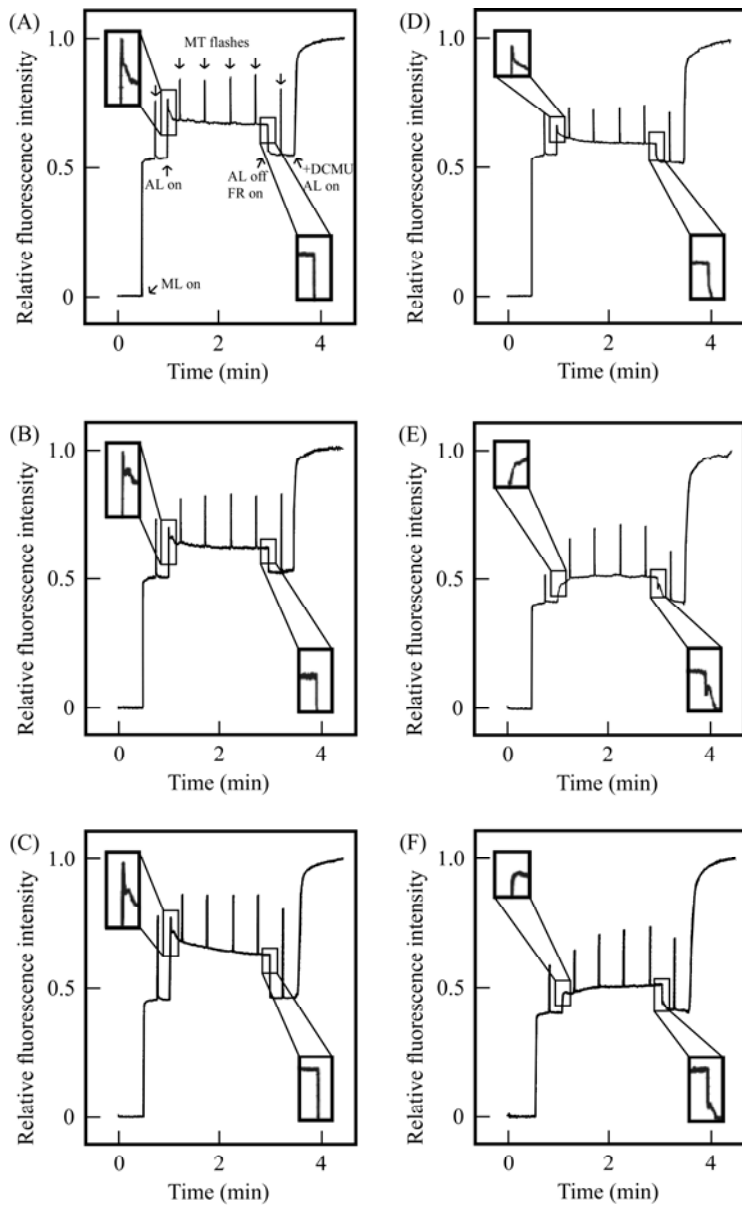 (A)
Relative fluorescence intensity
1.0
0.5
0
MT flashes
AL on
AL off
FR on
+DCMU
AL on
ML on
0 2 4
Time (min)
(D)
Relative fluorescence intensity
1.0
0.5
0
0 2 4
Time (min)
(B)
Relative fluorescence intensity
1.0
0.5
0
0 2 4
Time (min)
(E)
Relative fluorescence intensity
1.0
0.5
0
0 2 4
Time (min)
(C)
Relative fluorescence intensity
1.0
0.5
0
0 2 4
Time (min)
(F)
Relative fluorescence intensity
1.0
0.5
0
0 2 4
Time (min)